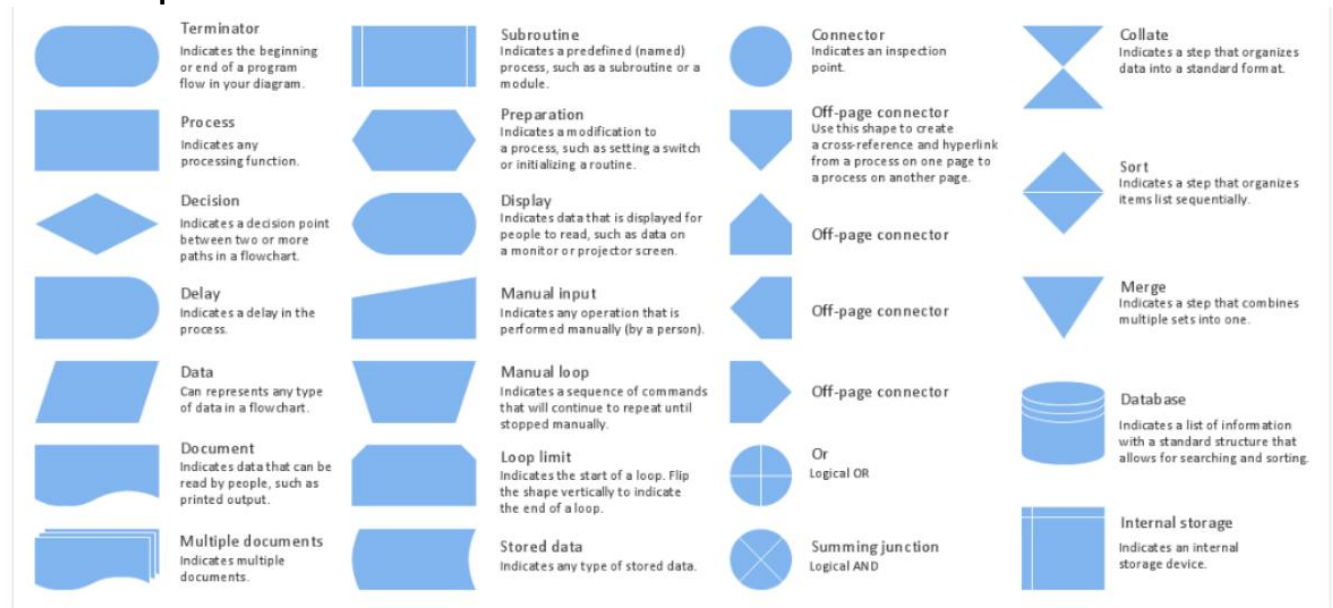 Terminator
Indicates the beginning
or end of a program
flow in your diagram.
Process
Indicates any
processing function.
Decision
Indicates a decision point
between two or more
paths in a flowchart.
Delay
Indicates a delay in the
process.
Data
Can represents any type
of data in a flowchart.
Document
Indicates data that can be
read by people, such as
printed output.
Multiple documents
Indicates multiple
documents.
Subroutine
Indicates a predefined (named)
process, such as a subroutine or a
module.
Preparation
Indicates a modification to
a process, such as setting a switch
or initializing a routine.
Display
Indicates data that is displayed for
people to read, such as data on
a monitor or projector screen.
Manual input
Indicates any operation that is
performed manually (by a person).
Manual loop
Indicates a sequence of commands
that will continue to repeat until
stopped manually.
Loop limit
Indicates the start of a loop. Flip
the shape vertically to indicate
the end of a loop.
Stored data
Indicates any type of stored data.
Connector
Indicates an inspection
point.
Off-page connector
Use this shape to create
a cross-reference and hyperlink
from a process on one page to
a process on another page.
Off-page connector
Off-page connector
Off-page connector
Or
Logical OR
Summing junction
Logical AND
Collate
Indicates a step that organizes
data into a standard format.
Sort
Indicates a step that organizes
items list sequentially.
Merge
Indicates a step that combines
multiple sets into one.
Database
Indicates a list of information
with a standard structure that
allows for searching and sorting.
Internal storage
Indicates an internal
storage device.